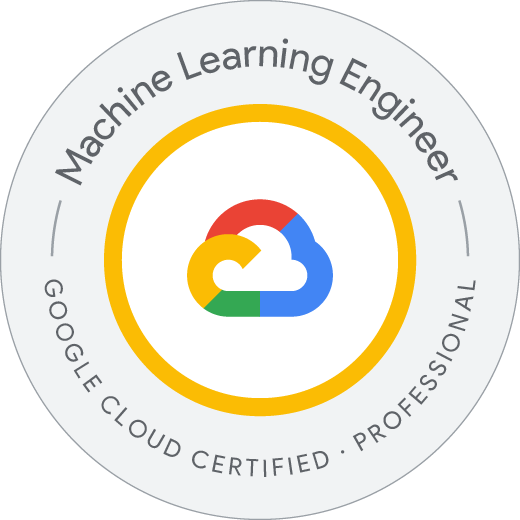 Machine Learning Engineer
GOOGLE CLOUD CERTIFIED · PROFESSIONAL